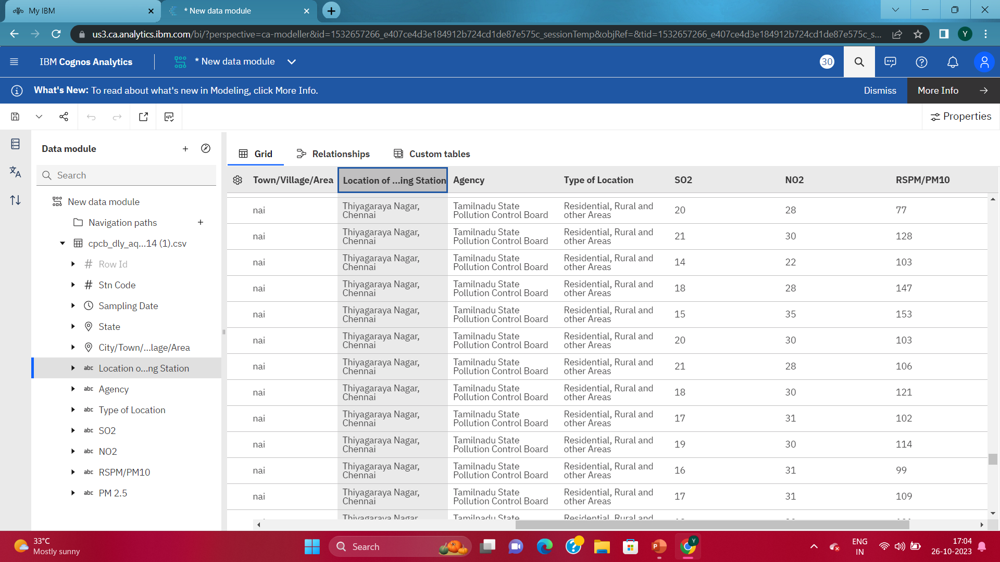 My IBM
* New data module
us3.ca.analytics.ibm.com/bi/?perspective=ca-modeller&id=1532657266_e407ce4d3e184912b724cd1de87e575c_sessionTemp&objRef=&tid=1532657266_e407ce4d3e184912b724cd1de87e575c_s...
Y
IBM Cognos Analytics
* New data module
30
What's New: To read about what's new in Modeling, click More Info.
Dismiss
More Info
Properties
Data module
Search
New data module
Navigation paths
cpcb_dly_aq...14 (1).csv
Row Id
Stn Code
Sampling Date
State
City/Town/...lage/Area
abc Location o...ng Station
abc Agency
abc Type of Location
abc SO2
abc NO2
abc RSPM/PM10
abc PM 2.5
Grid
Relationships
Custom tables
Town/Village/Area Location of ...ing Station Agency Type of Location SO2 NO2 RSPM/PM10
nai Thiyagaraya Nagar, Chennai Tamilnadu State Pollution Control Board Residential, Rural and other Areas 20 28 77
nai Thiyagaraya Nagar, Chennai Tamilnadu State Pollution Control Board Residential, Rural and other Areas 21 30 128
nai Thiyagaraya Nagar, Chennai Tamilnadu State Pollution Control Board Residential, Rural and other Areas 14 22 103
nai Thiyagaraya Nagar, Chennai Tamilnadu State Pollution Control Board Residential, Rural and other Areas 18 28 147
nai Thiyagaraya Nagar, Chennai Tamilnadu State Pollution Control Board Residential, Rural and other Areas 15 35 153
nai Thiyagaraya Nagar, Chennai Tamilnadu State Pollution Control Board Residential, Rural and other Areas 20 30 103
nai Thiyagaraya Nagar, Chennai Tamilnadu State Pollution Control Board Residential, Rural and other Areas 21 28 106
nai Thiyagaraya Nagar, Chennai Tamilnadu State Pollution Control Board Residential, Rural and other Areas 18 30 121
nai Thiyagaraya Nagar, Chennai Tamilnadu State Pollution Control Board Residential, Rural and other Areas 17 31 102
nai Thiyagaraya Nagar, Chennai Tamilnadu State Pollution Control Board Residential, Rural and other Areas 19 30 114
nai Thiyagaraya Nagar, Chennai Tamilnadu State Pollution Control Board Residential, Rural and other Areas 16 31 99
nai Thiyagaraya Nagar, Chennai Tamilnadu State Pollution Control Board Residential, Rural and other Areas 17 31 109
Thiyagaraya Nagar, Tamilnadu State Residential, Rural and
33°C
Mostly sunny
Search
ENG
IN
17:04
26-10-2023